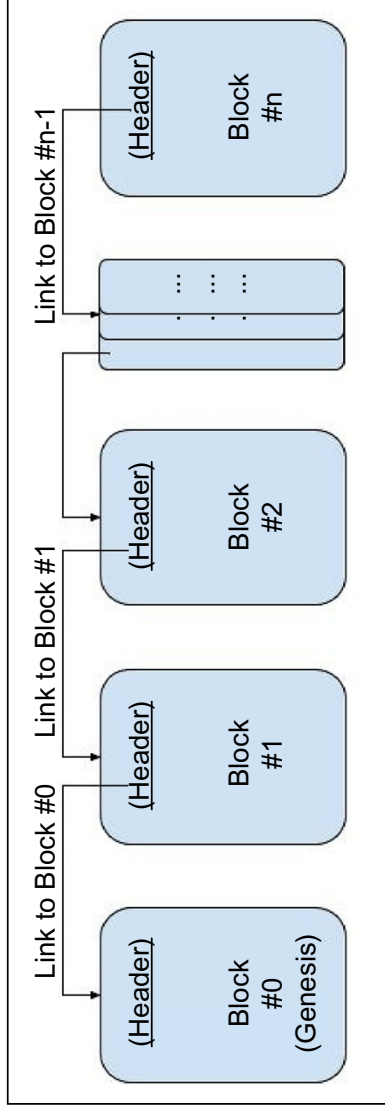 Link to Block #0
Link to Block #1
Link to Block #n-1
(Header)
Block
#0
(Genesis)
(Header)
Block
#1
(Header)
Block
#2
... 
... 
... 
(Header)
Block
#n